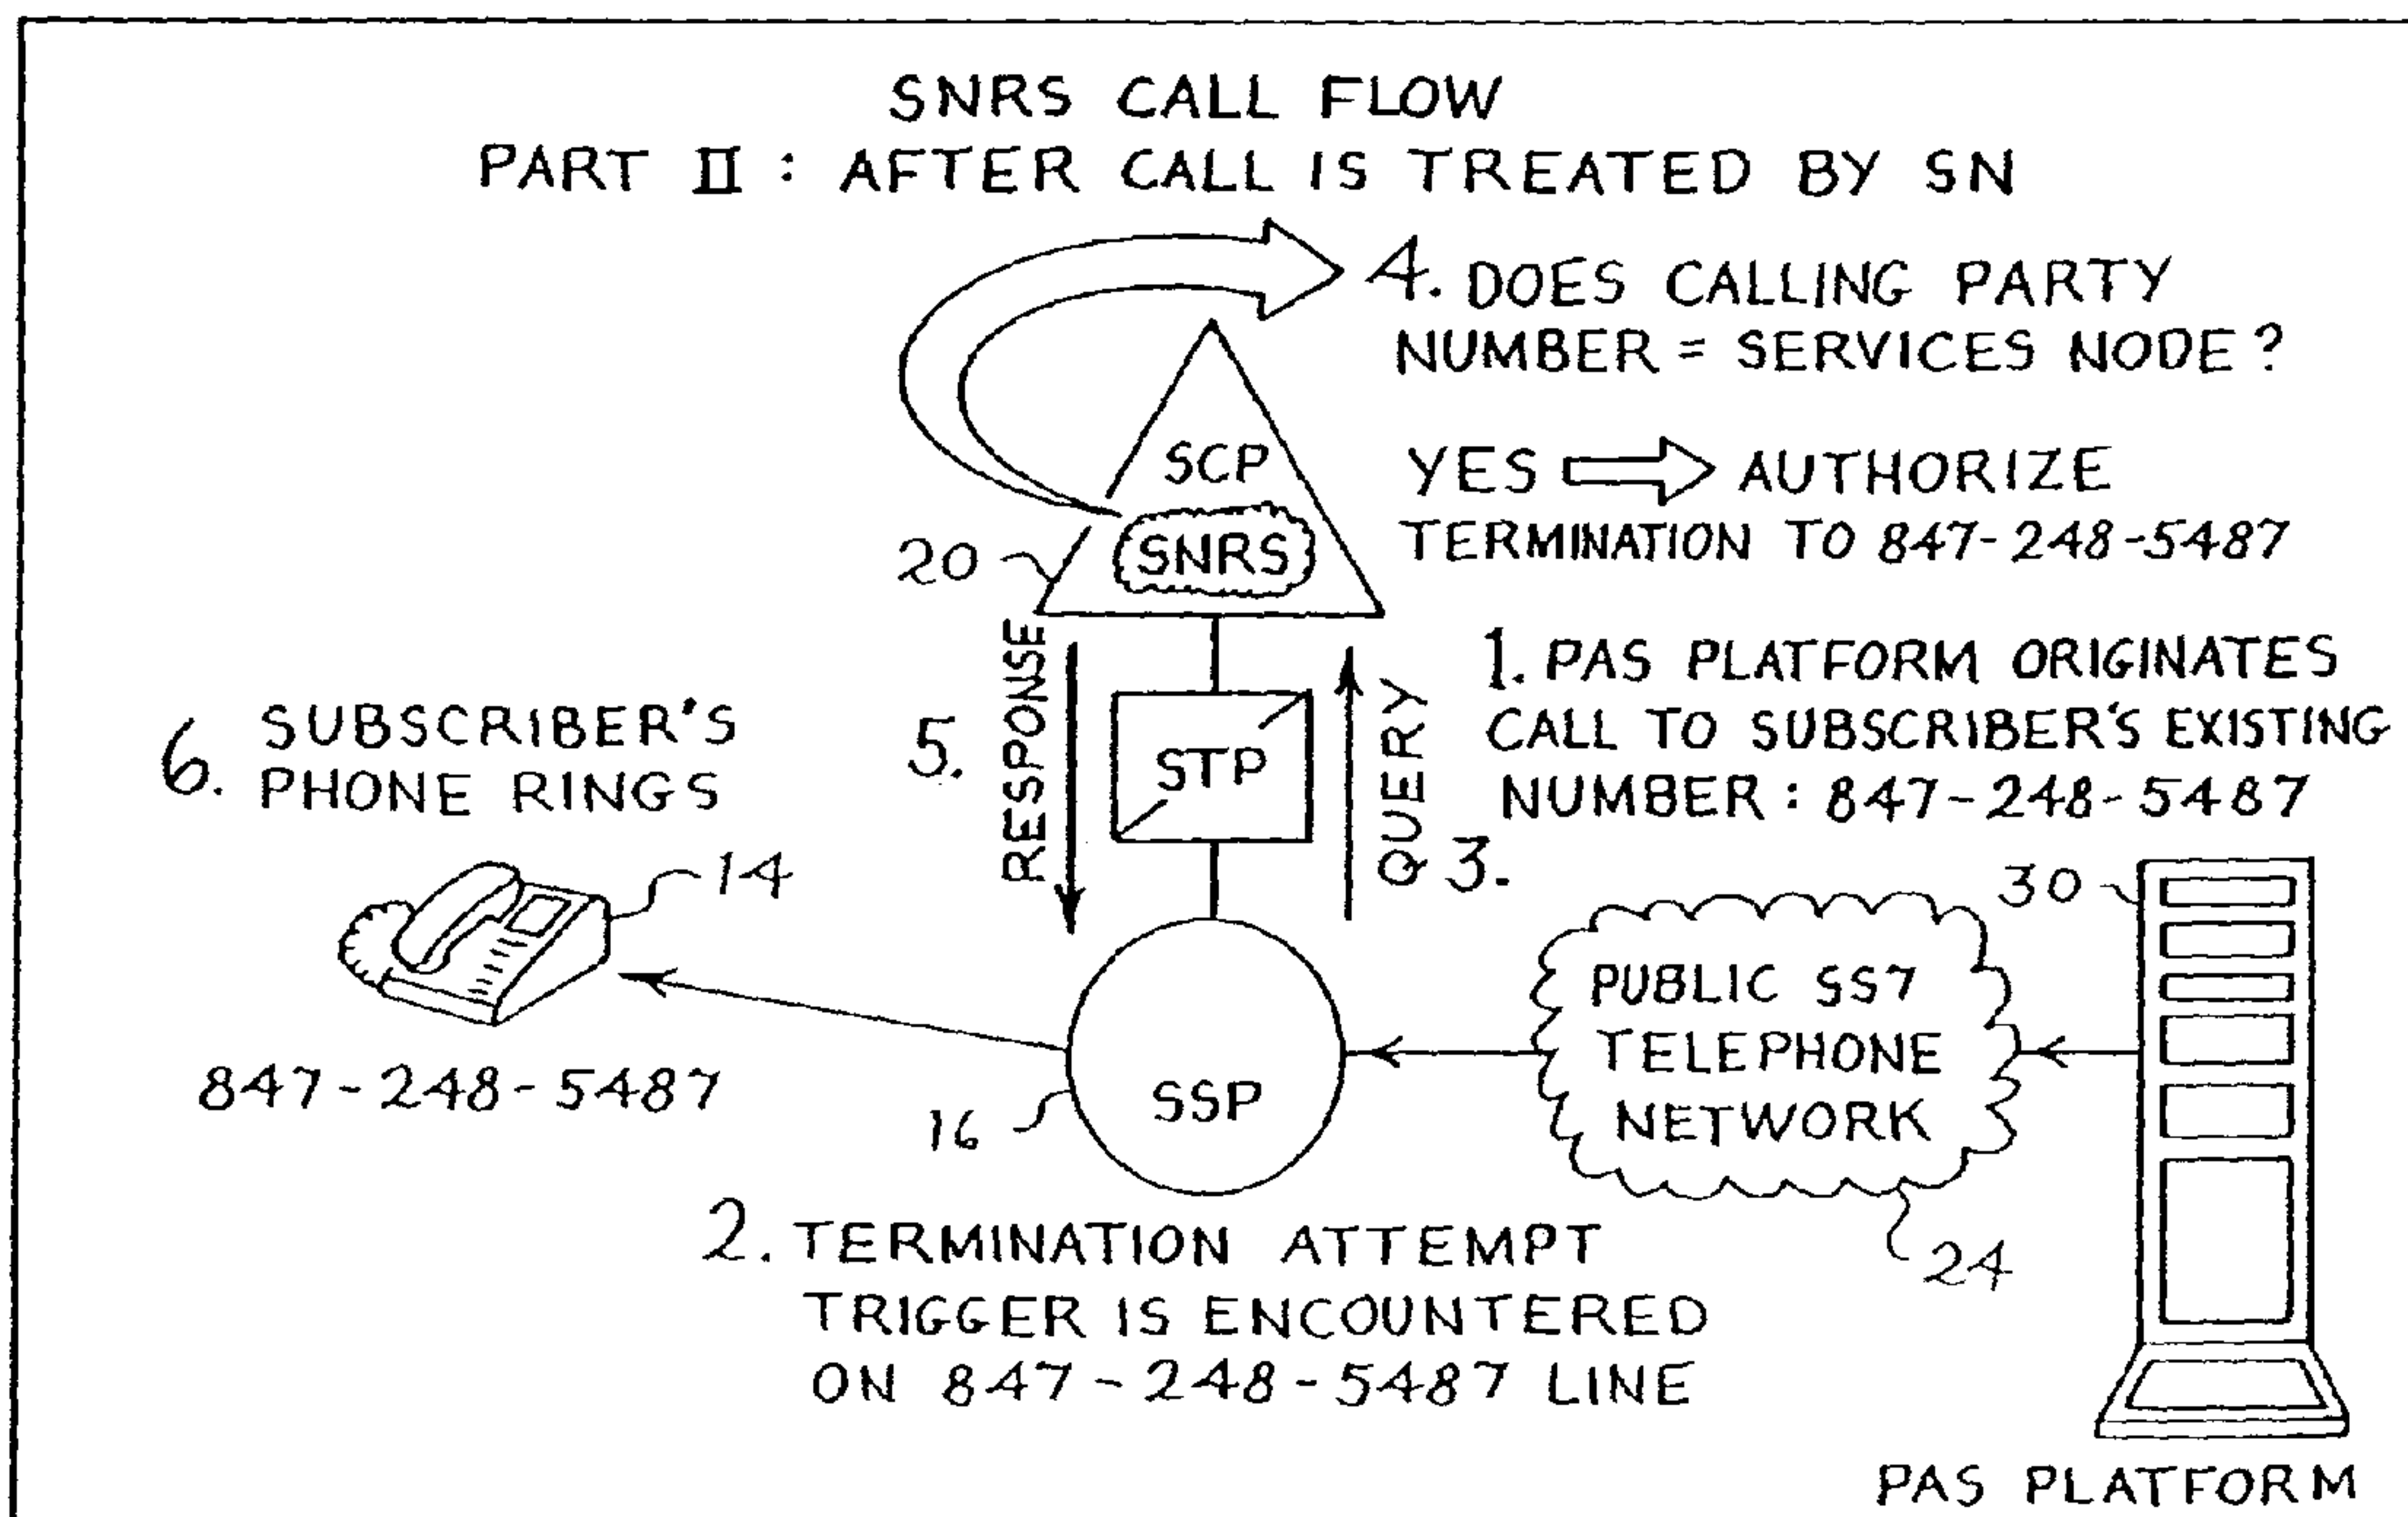 SNRS CALL FLOW
PART II : AFTER CALL IS TREATED BY SN
4. DOES CALLING PARTY
NUMBER = SERVICES NODE?
YES AUTHORIZE
TERMINATION TO 847-248-5487
SCP
SNRS
20
RESPONSE
5.
STP
QUERY
3.
1. PAS PLATFORM ORIGINATES
CALL TO SUBSCRIBER'S EXISTING
NUMBER : 847-248-5487
6. SUBSCRIBER'S
PHONE RINGS
14
847-248-5487
SSP
16
PUBLIC SS7
TELEPHONE
NETWORK
24
30
2. TERMINATION ATTEMPT
TRIGGER IS ENCOUNTERED
ON 847-248-5487 LINE
PAS PLATFORM